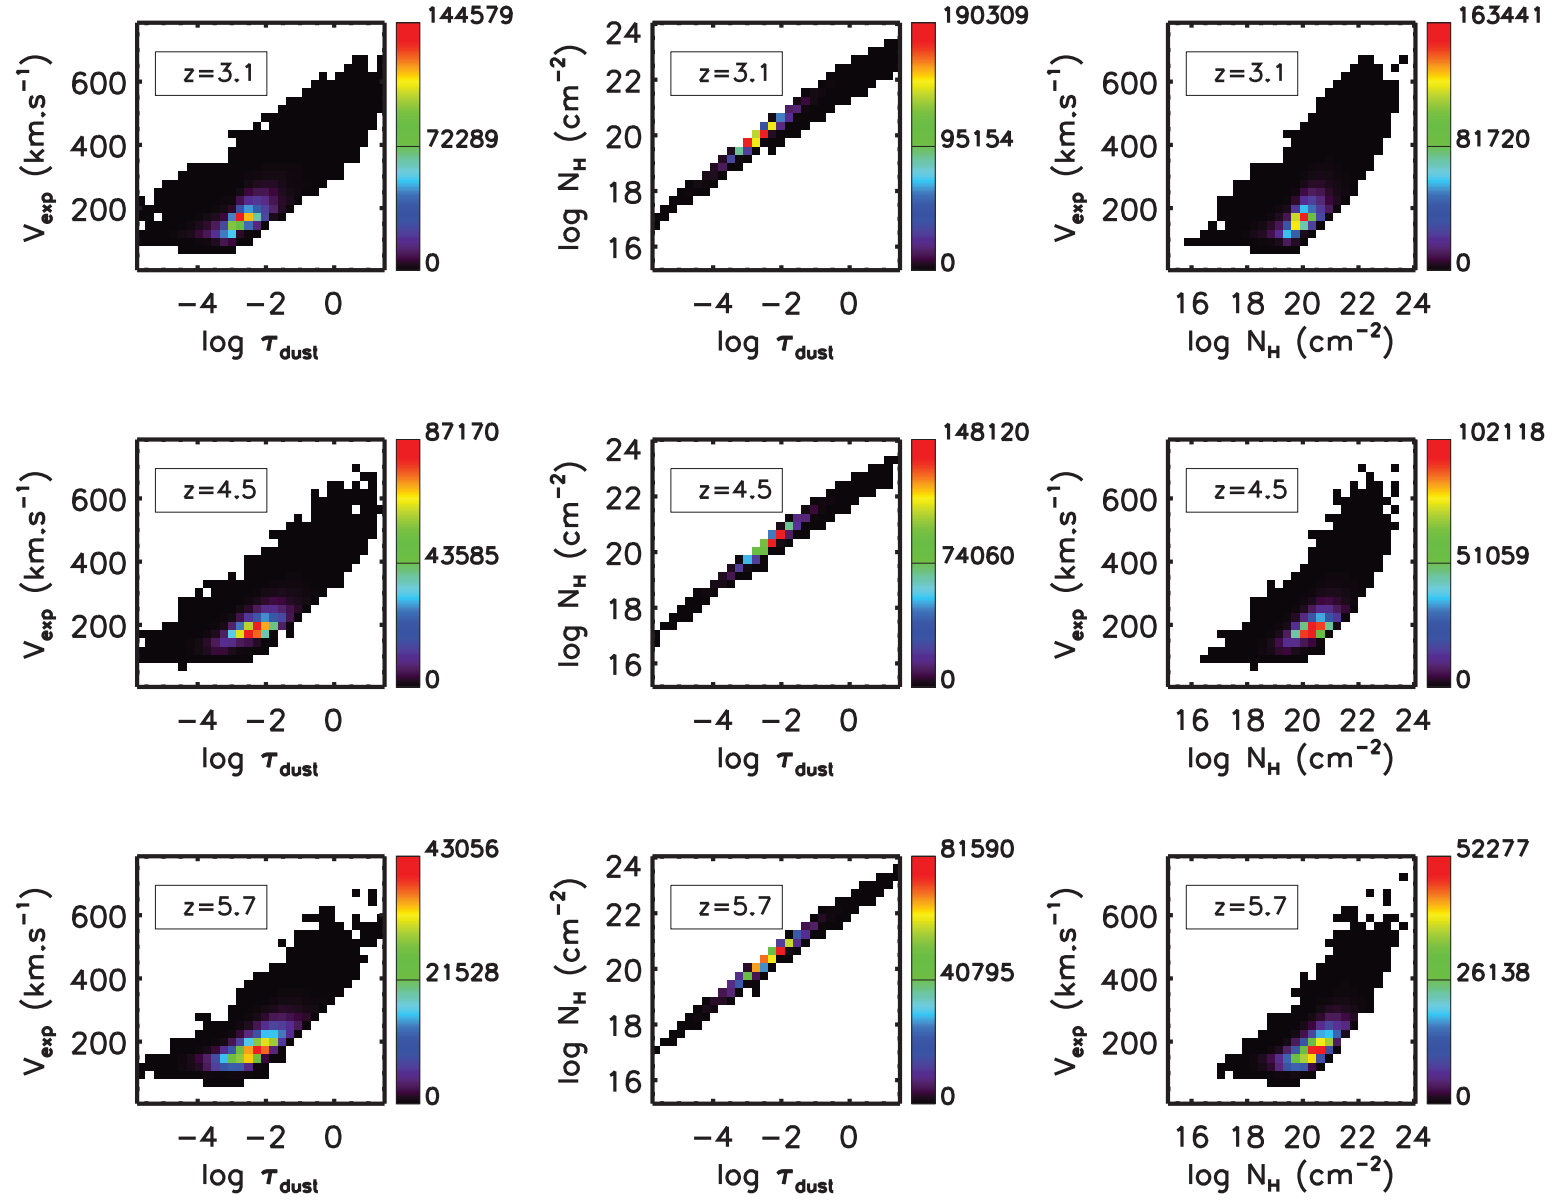 144579
z=3.1
600
400
200
V_exp (km.s⁻¹)
72289
0
−4 −2 0
log τ_dust
190309
z=3.1
24
22
20
18
16
log N_H (cm⁻²)
95154
0
−4 −2 0
log τ_dust
163441
z=3.1
600
400
200
V_exp (km.s⁻¹)
81720
0
16 18 20 22 24
log N_H (cm⁻²)
87170
z=4.5
600
400
200
V_exp (km.s⁻¹)
43585
0
−4 −2 0
log τ_dust
148120
z=4.5
24
22
20
18
16
log N_H (cm⁻²)
74060
0
−4 −2 0
log τ_dust
102118
z=4.5
600
400
200
V_exp (km.s⁻¹)
51059
0
16 18 20 22 24
log N_H (cm⁻²)
43056
z=5.7
600
400
200
V_exp (km.s⁻¹)
21528
0
−4 −2 0
log τ_dust
81590
z=5.7
24
22
20
18
16
log N_H (cm⁻²)
40795
0
−4 −2 0
log τ_dust
52277
z=5.7
600
400
200
V_exp (km.s⁻¹)
26138
0
16 18 20 22 24
log N_H (cm⁻²)